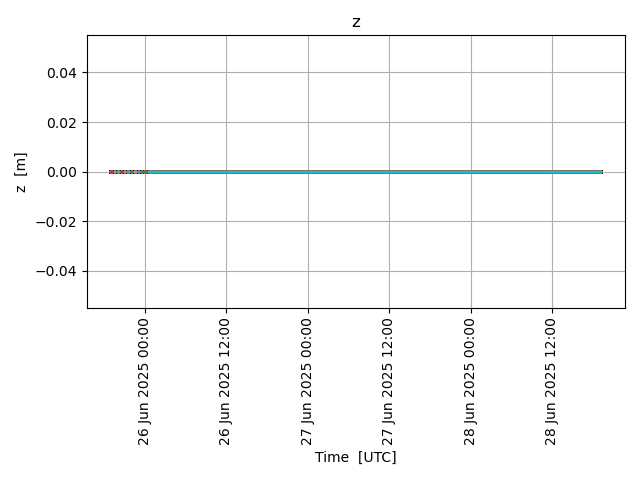 z
0.04
0.02
0.00
−0.02
−0.04
z [m]
26 Jun 2025 00:00
26 Jun 2025 12:00
27 Jun 2025 00:00
27 Jun 2025 12:00
28 Jun 2025 00:00
28 Jun 2025 12:00
Time [UTC]